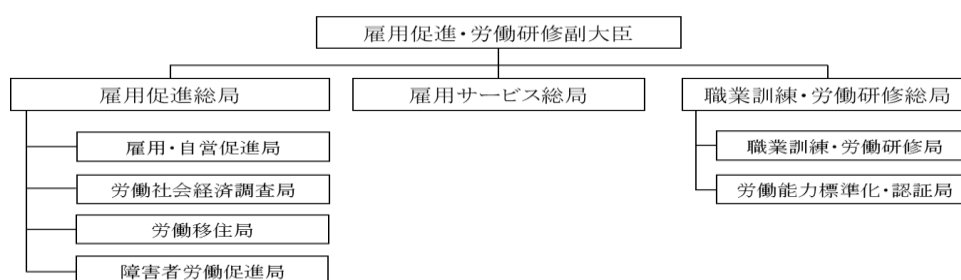 雇用促進・労働研修副大臣
雇用促進総局
雇用サービス総局
職業訓練・労働研修総局
雇用・自営促進局
労働社会経済調査局
労働移住局
障害者労働促進局
職業訓練・労働研修局
労働能力標準化・認証局